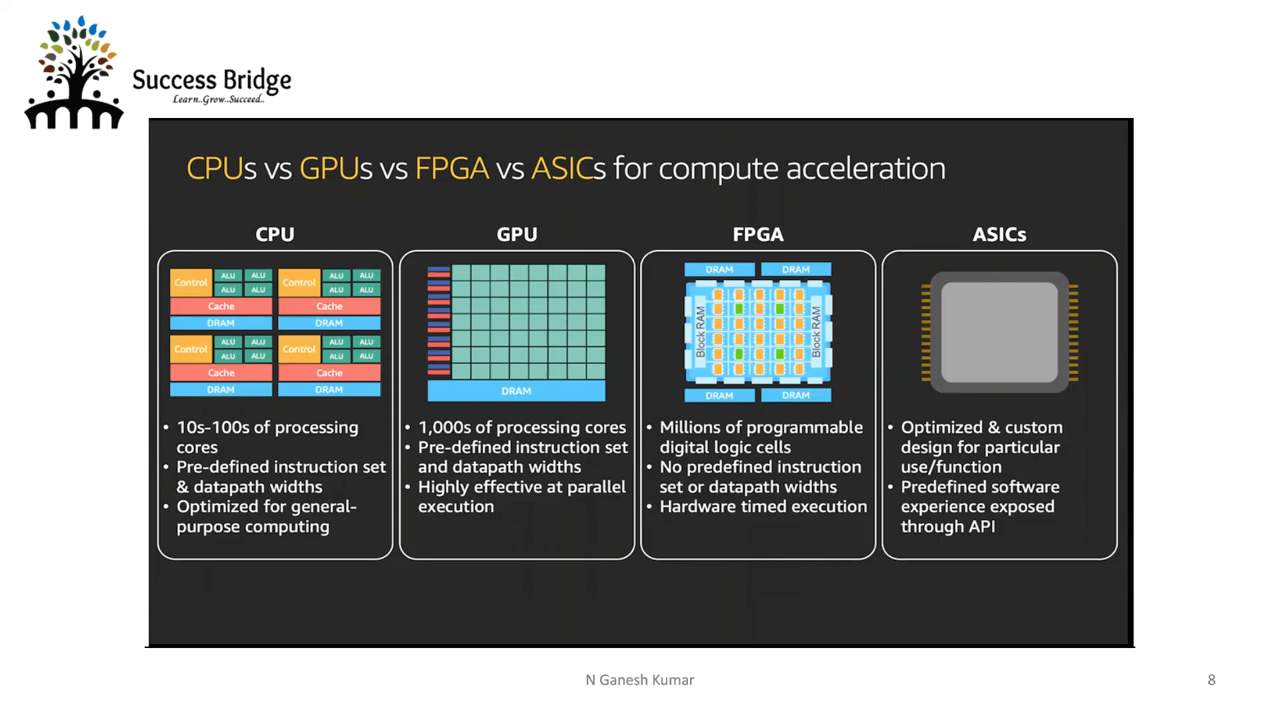 Success Bridge
Learn..Grow..Succeed..
CPUs vs GPUs vs FPGA vs ASICs for compute acceleration
CPU
Control
ALU ALU
ALU ALU
Cache
DRAM
Control
ALU ALU
ALU ALU
Cache
DRAM
Control
ALU ALU
ALU ALU
Cache
DRAM
Control
ALU ALU
ALU ALU
Cache
DRAM
• 10s-100s of processing
cores
• Pre-defined instruction set
& datapath widths
• Optimized for general-
purpose computing
GPU
DRAM
• 1,000s of processing cores
• Pre-defined instruction set
and datapath widths
• Highly effective at parallel
execution
FPGA
DRAM DRAM
Block RAM
Block RAM
DRAM DRAM
• Millions of programmable
digital logic cells
• No predefined instruction
set or datapath widths
• Hardware timed execution
ASICs
• Optimized & custom
design for particular
use/function
• Predefined software
experience exposed
through API
N Ganesh Kumar
8